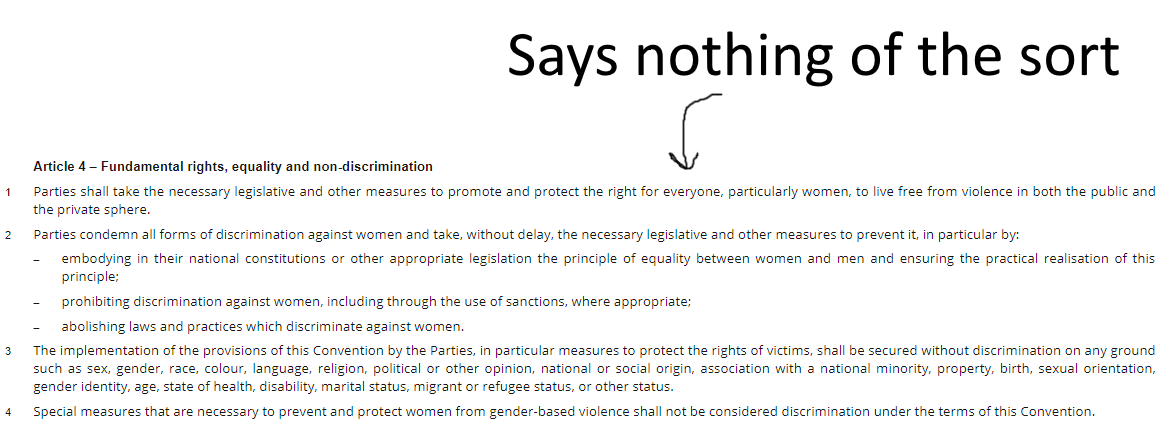 Says nothing of the sort
Article 4 – Fundamental rights, equality and non-discrimination
1 Parties shall take the necessary legislative and other measures to promote and protect the right for everyone, particularly women, to live free from violence in both the public and
the private sphere.
2 Parties condemn all forms of discrimination against women and take, without delay, the necessary legislative and other measures to prevent it, in particular by:
– embodying in their national constitutions or other appropriate legislation the principle of equality between women and men and ensuring the practical realisation of this
principle;
– prohibiting discrimination against women, including through the use of sanctions, where appropriate;
– abolishing laws and practices which discriminate against women.
3 The implementation of the provisions of this Convention by the Parties, in particular measures to protect the rights of victims, shall be secured without discrimination on any ground
such as sex, gender, race, colour, language, religion, political or other opinion, national or social origin, association with a national minority, property, birth, sexual orientation,
gender identity, age, state of health, disability, marital status, migrant or refugee status, or other status.
4 Special measures that are necessary to prevent and protect women from gender-based violence shall not be considered discrimination under the terms of this Convention.